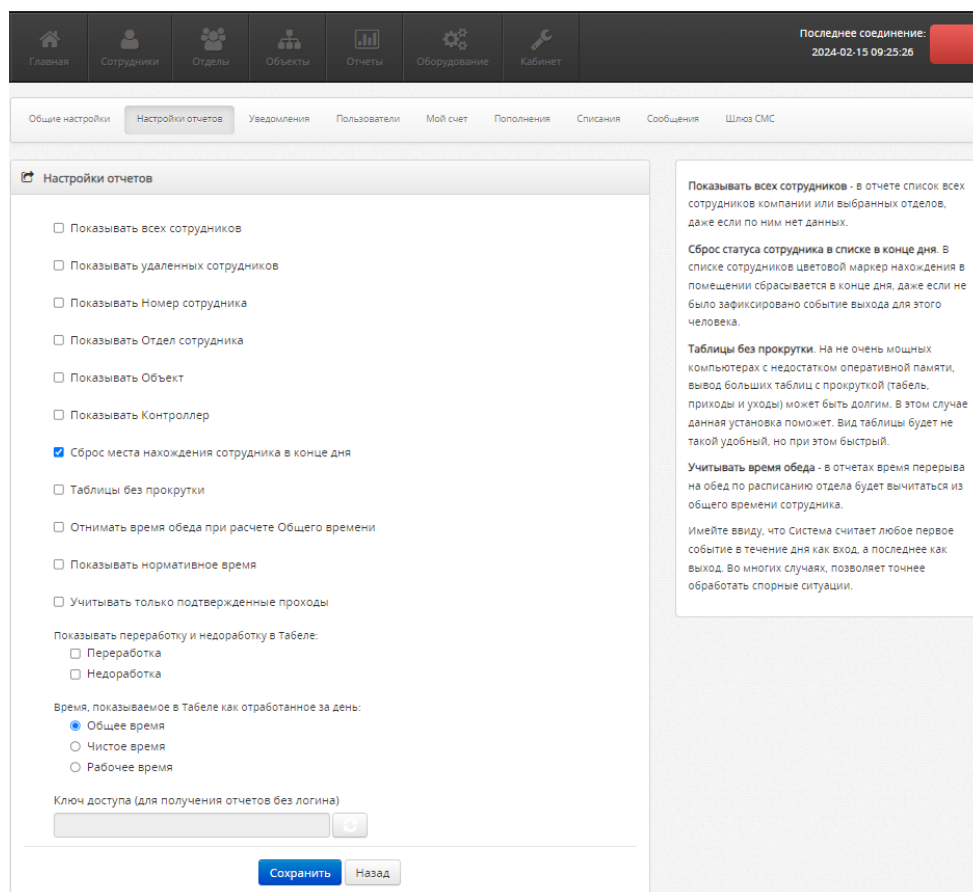 Главная
Сотрудники
Отделы
Объекты
Отчеты
Оборудование
Кабинет
Последнее соединение:
2024-02-15 09:25:26
Общие настройки
Настройки отчетов
Уведомления
Пользователи
Мой счет
Пополнения
Списания
Сообщения
Шлюз СМС
Настройки отчетов
Показывать всех сотрудников
Показывать удаленных сотрудников
Показывать Номер сотрудника
Показывать Отдел сотрудника
Показывать Объект
Показывать Контроллер
Сброс места нахождения сотрудника в конце дня
Таблицы без прокрутки
Отнимать время обеда при расчете Общего времени
Показывать нормативное время
Учитывать только подтвержденные проходы
Показывать переработку и недоработку в Табеле:
Переработка
Недоработка
Время, показываемое в Табеле как отработанное за день:
Общее время
Чистое время
Рабочее время
Ключ доступа (для получения отчетов без логина)
Сохранить
Назад
Показывать всех сотрудников - в отчете список всех
сотрудников компании или выбранных отделов,
даже если по ним нет данных.
Сброс статуса сотрудника в списке в конце дня. В
списке сотрудников цветовой маркер нахождения в
помещении сбрасывается в конце дня, даже если не
было зафиксировано событие выхода для этого
человека.
Таблицы без прокрутки. На не очень мощных
компьютерах с недостатком оперативной памяти,
вывод больших таблиц с прокруткой (табель,
приходы и уходы) может быть долгим. В этом случае
данная установка поможет. Вид таблицы будет не
такой удобный, но при этом быстрый.
Учитывать время обеда - в отчетах время перерыва
на обед по расписанию отдела будет вычитаться из
общего времени сотрудника.
Имейте ввиду, что Система считает любое первое
событие в течение дня как вход, а последнее как
выход. Во многих случаях, позволяет точнее
обработать спорные ситуации.